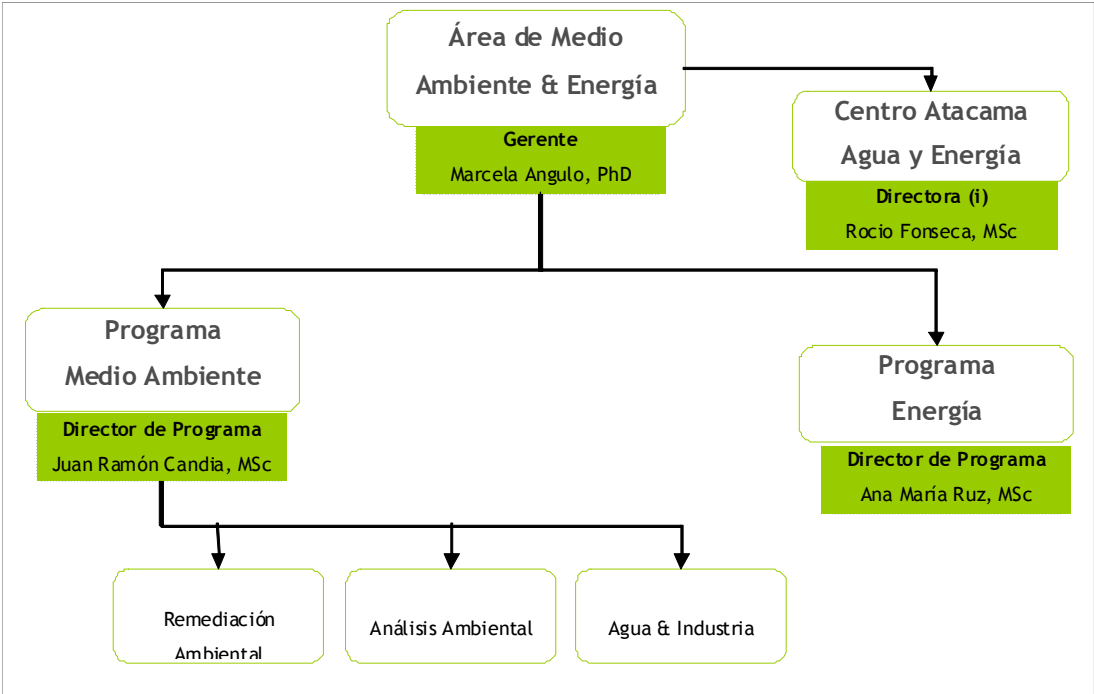 Área de Medio
Ambiente & Energía
Gerente
Marcela Angulo, PhD
Centro Atacama
Agua y Energía
Directora (i)
Rocio Fonseca, MSc
Programa
Medio Ambiente
Director de Programa
Juan Ramón Candia, MSc
Programa
Energía
Director de Programa
Ana María Ruz, MSc
Remediación
Ambiental
Análisis Ambiental
Agua & Industria